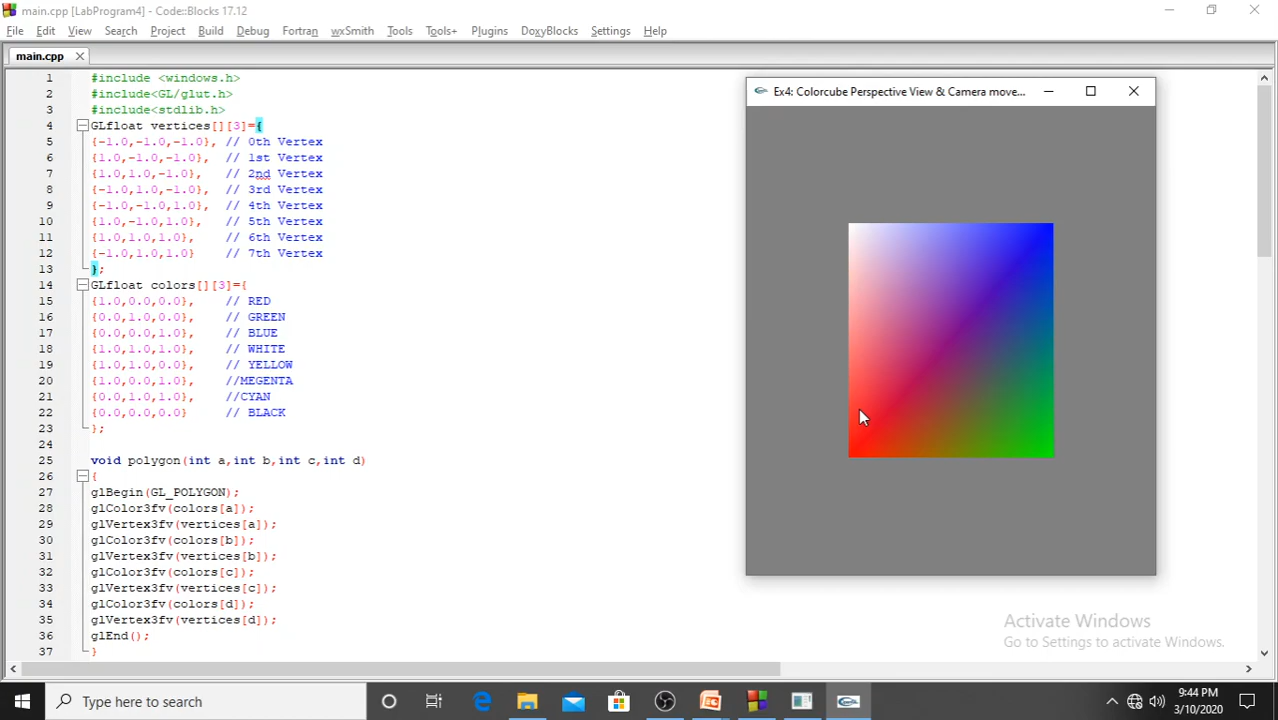 main.cpp [LabProgram4] - Code::Blocks 17.12
File Edit View Search Project Build Debug Fortran wxSmith Tools Tools+ Plugins DoxyBlocks Settings Help
main.cpp
1 #include <windows.h>
2 #include<GL/glut.h>
3 #include<stdlib.h>
4 GLfloat vertices[][3]={
5 {-1.0,-1.0,-1.0}, // 0th Vertex
6 {1.0,-1.0,-1.0}, // 1st Vertex
7 {1.0,1.0,-1.0}, // 2nd Vertex
8 {-1.0,1.0,-1.0}, // 3rd Vertex
9 {-1.0,-1.0,1.0}, // 4th Vertex
10 {1.0,-1.0,1.0}, // 5th Vertex
11 {1.0,1.0,1.0}, // 6th Vertex
12 {-1.0,1.0,1.0} // 7th Vertex
13 };
14 GLfloat colors[][3]={
15 {1.0,0.0,0.0}, // RED
16 {0.0,1.0,0.0}, // GREEN
17 {0.0,0.0,1.0}, // BLUE
18 {1.0,1.0,1.0}, // WHITE
19 {1.0,1.0,0.0}, // YELLOW
20 {1.0,0.0,1.0}, //MEGENTA
21 {0.0,1.0,1.0}, //CYAN
22 {0.0,0.0,0.0} // BLACK
23 };
24
25 void polygon(int a,int b,int c,int d)
26 {
27 glBegin(GL_POLYGON);
28 glColor3fv(colors[a]);
29 glVertex3fv(vertices[a]);
30 glColor3fv(colors[b]);
31 glVertex3fv(vertices[b]);
32 glColor3fv(colors[c]);
33 glVertex3fv(vertices[c]);
34 glColor3fv(colors[d]);
35 glVertex3fv(vertices[d]);
36 glEnd();
37 }
Ex4: Colorcube Perspective View & Camera move...
Activate Windows
Go to Settings to activate Windows.
Type here to search
9:44 PM
3/10/2020